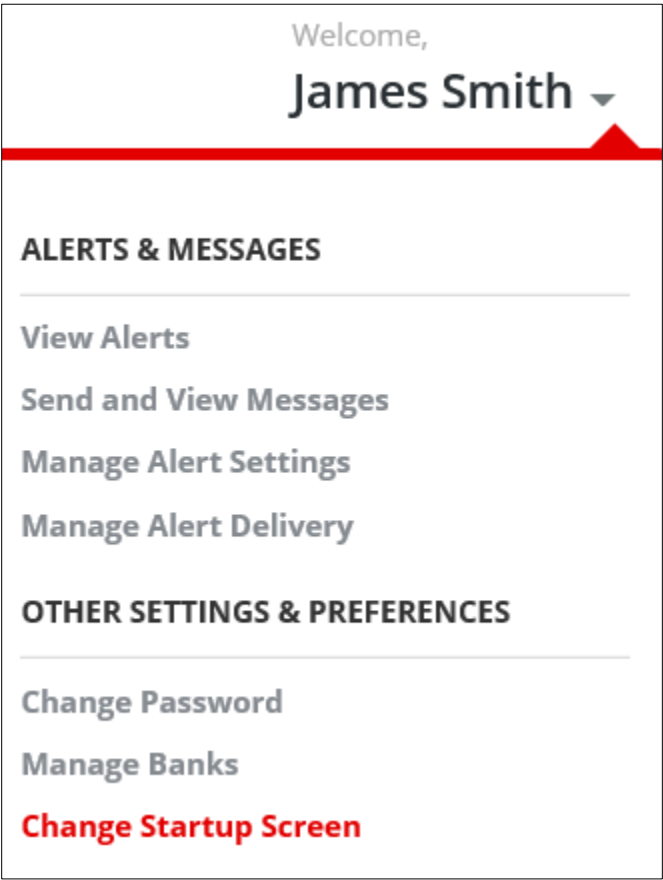 Welcome,
James Smith
ALERTS & MESSAGES
View Alerts
Send and View Messages
Manage Alert Settings
Manage Alert Delivery
OTHER SETTINGS & PREFERENCES
Change Password
Manage Banks
Change Startup Screen